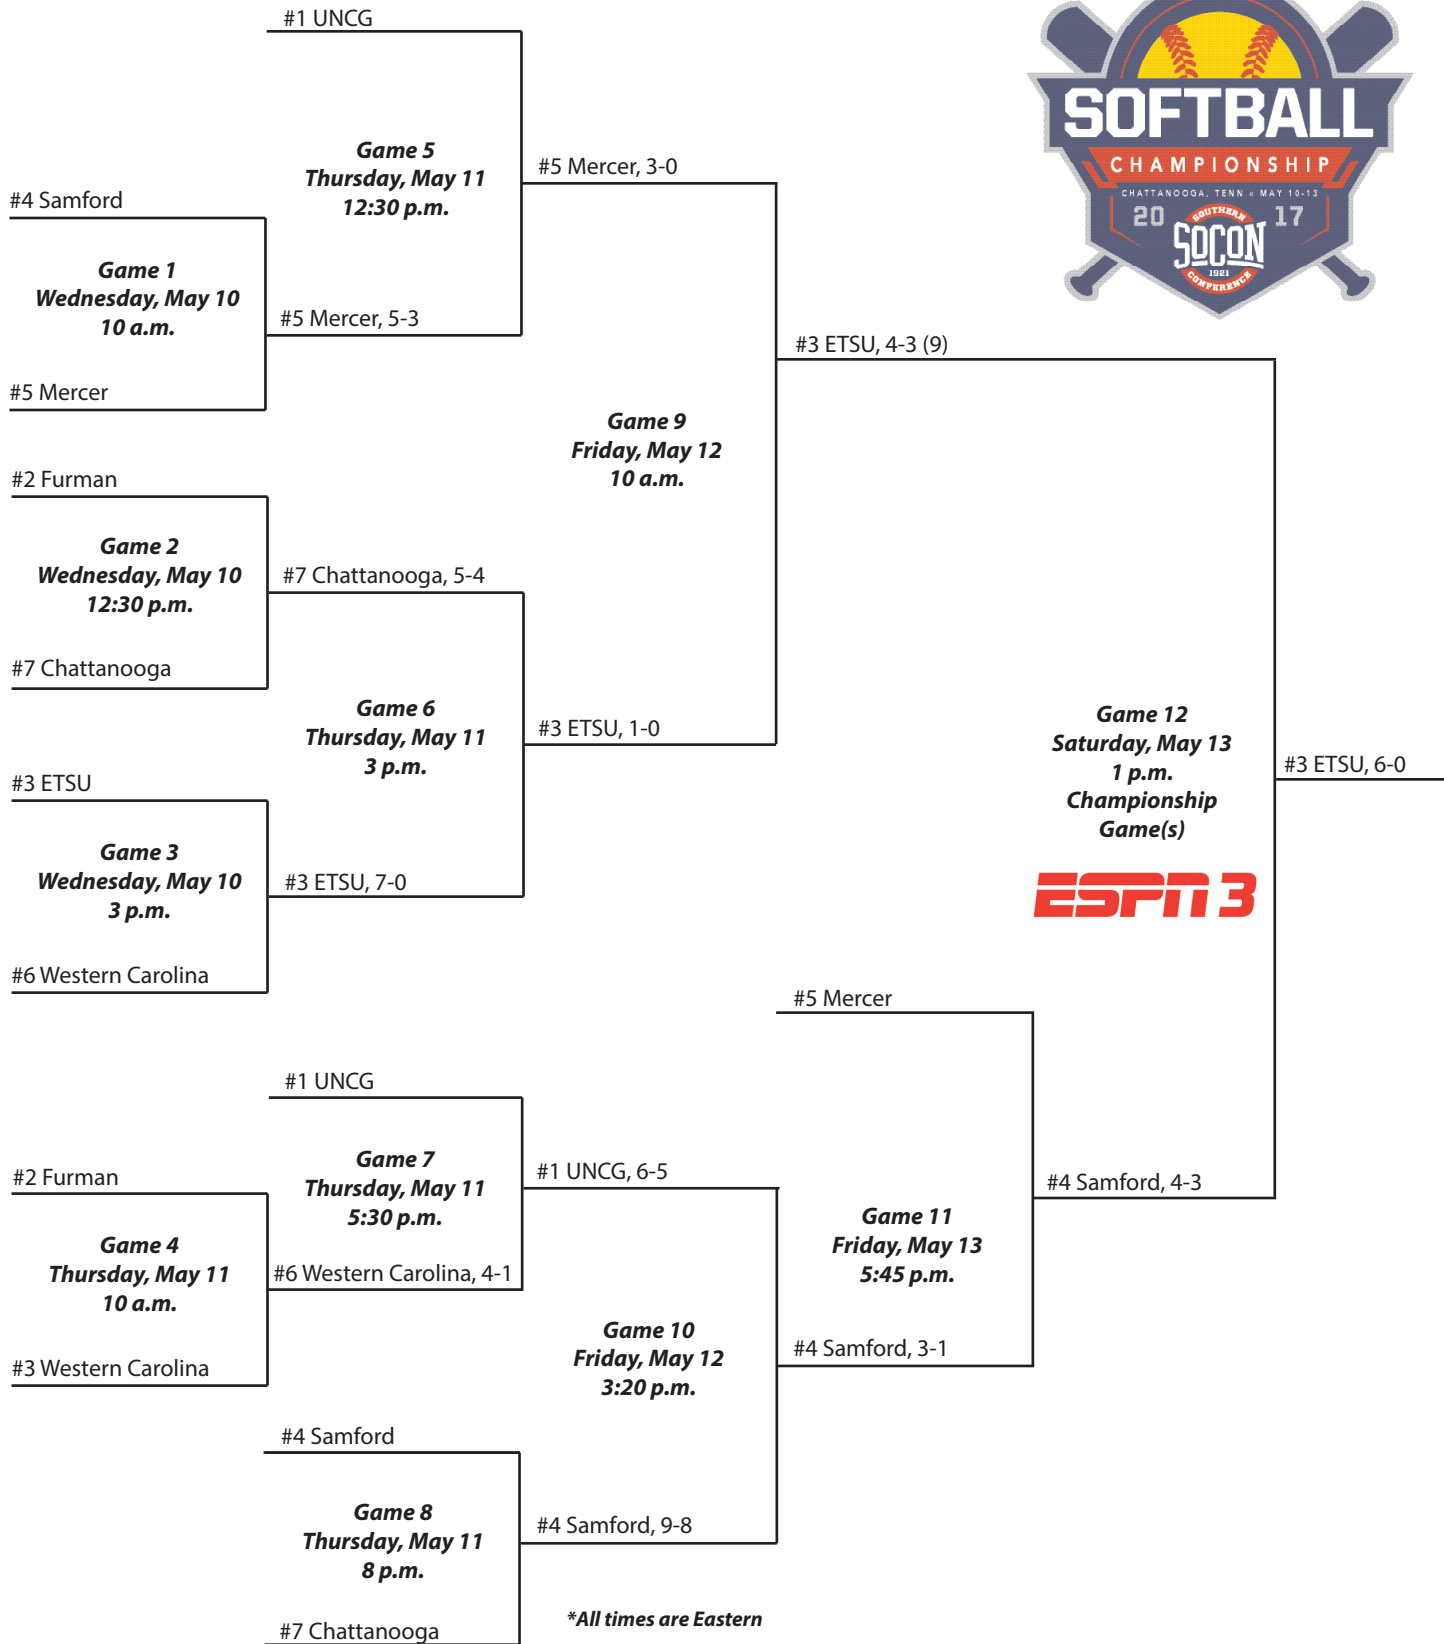 #1 UNCG
SOFTBALL
CHAMPIONSHIP
CHATTANOOGA, TENN MAY 10-13
20 17
SOUTHERN
SOCON
1921
CONFERENCE
Game 5
Thursday, May 11
12:30 p.m.
#5 Mercer, 3-0
#4 Samford
Game 1
Wednesday, May 10
10 a.m.
#5 Mercer, 5-3
#5 Mercer
#3 ETSU, 4-3 (9)
Game 9
Friday, May 12
10 a.m.
#2 Furman
Game 2
Wednesday, May 10
12:30 p.m.
#7 Chattanooga, 5-4
#7 Chattanooga
Game 6
Thursday, May 11
3 p.m.
#3 ETSU, 1-0
#3 ETSU
Game 3
Wednesday, May 10
3 p.m.
#3 ETSU, 7-0
#6 Western Carolina
Game 12
Saturday, May 13
1 p.m.
Championship
Game(s)
ESPN 3
#3 ETSU, 6-0
#5 Mercer
#1 UNCG
Game 7
Thursday, May 11
5:30 p.m.
#1 UNCG, 6-5
#2 Furman
Game 4
Thursday, May 11
10 a.m.
#6 Western Carolina, 4-1
#3 Western Carolina
Game 11
Friday, May 13
5:45 p.m.
#4 Samford, 4-3
Game 10
Friday, May 12
3:20 p.m.
#4 Samford, 3-1
#4 Samford
Game 8
Thursday, May 11
8 p.m.
#4 Samford, 9-8
#7 Chattanooga
*All times are Eastern